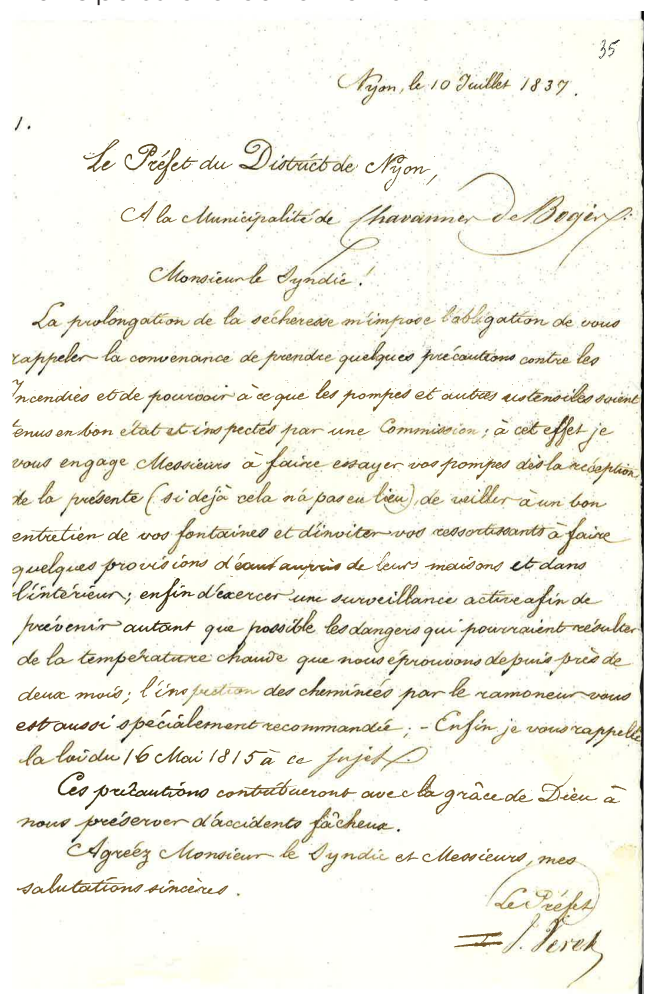 35
Nyon, le 10 Juillet 1837.
1.
Le Préfet du District de Nyon,
A la Municipalité de Chavannes de Bogis.
Monsieur le Syndic!
La prolongation de la sécheresse m'impose l'obligation de vous
rappeler la convenance de prendre quelques précautions contre les
Incendies et de pourvoir à ce que les pompes et autres ustensiles soient
tenus en bon état et inspectés par une Commission; à cet effet je
vous engage Messieurs à faire essayer vos pompes dès la réception
de la présente (si dejà cela n'a pas eu lieu), de veiller à un bon
entretien de vos fontaines et d'inviter vos ressortissants à faire
quelques provisions d'eau auprès de leurs maisons et dans
l'intérieur; enfin d'exercer une surveillance active afin de
prévenir autant que possible les dangers qui pourraient résulter
de la température chaude que nous éprouvons depuis près de
deux mois; l'inspection des cheminées par le ramoneur vous
est aussi spécialement recommandée; - Enfin je vous rappelle
la loi du 16 Mai 1815 à ce sujet.
Ces précautions contribueront avec la grâce de Dieu à
nous préserver d'accidents fâcheux.
Agréez Monsieur le Syndic et Messieurs, mes
salutations sincères.
Le Préfet